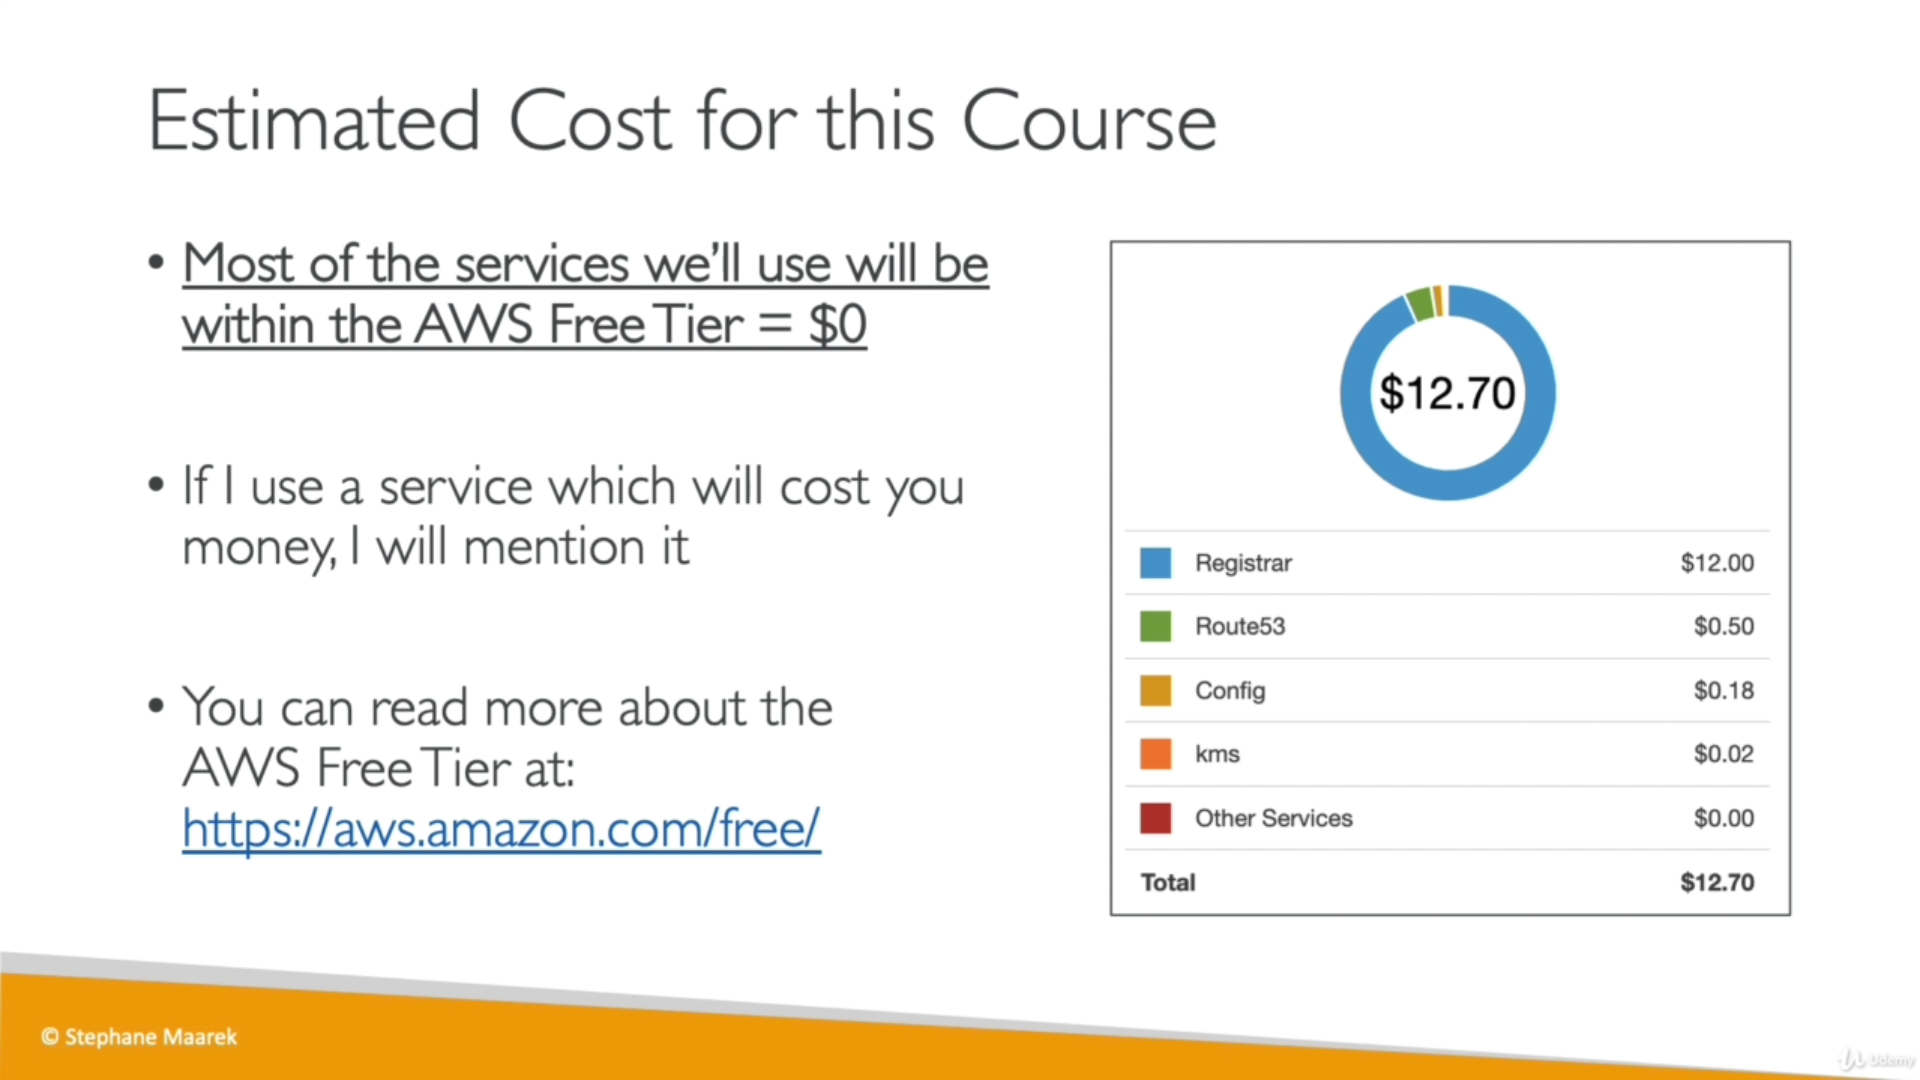 Estimated Cost for this Course
• Most of the services we’ll use will be
within the AWS Free Tier = $0
• If I use a service which will cost you
money, I will mention it
• You can read more about the
AWS Free Tier at:
https://aws.amazon.com/free/
$12.70
Registrar $12.00
Route53 $0.50
Config $0.18
kms $0.02
Other Services $0.00
Total $12.70
© Stephane Maarek
Udemy